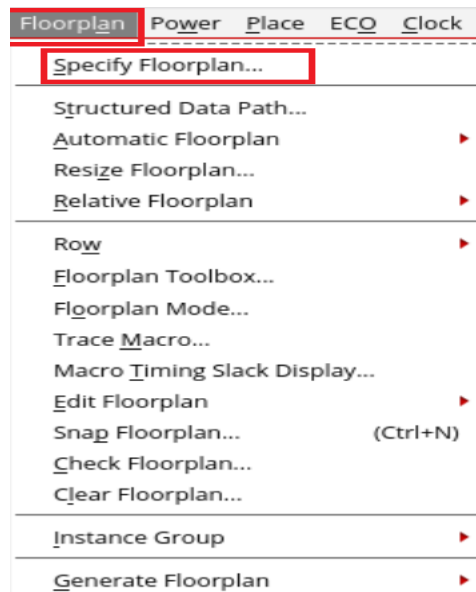 Floorplan Power Place ECO Clock
Specify Floorplan...
Structured Data Path...
Automatic Floorplan
Resize Floorplan...
Relative Floorplan
Row
Floorplan Toolbox...
Floorplan Mode...
Trace Macro...
Macro Timing Slack Display...
Edit Floorplan
Snap Floorplan... (Ctrl+N)
Check Floorplan...
Clear Floorplan...
Instance Group
Generate Floorplan